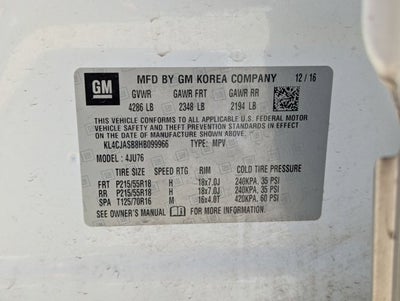 GM MFD BY GM KOREA COMPANY 12/16
GVWR GAWR FRT GAWR RR
4286 LB 2348 LB 2194 LB
THIS VEHICLE CONFORMS TO ALL APPLICABLE U.S. FEDERAL MOTOR
VEHICLE SAFETY, BUMPER, AND THEFT PREVENTION STANDARDS IN
EFFECT ON THE DATE OF MANUFACTURE SHOWN ABOVE.
KL4CJASB8HB099966 TYPE: MPV
MODEL: 4JU76
TIRE SIZE SPEED RTG RIM COLD TIRE PRESSURE
FRT P215/55R18 H 18x7.0J 240KPA, 35 PSI
RR P215/55R18 H 18x7.0J 240KPA, 35 PSI
SPA T125/70R16 M 16x4.0T 420KPA, 60 PSI
SEE OWNER'S MANUAL FOR ADDITIONAL INFORMATION.